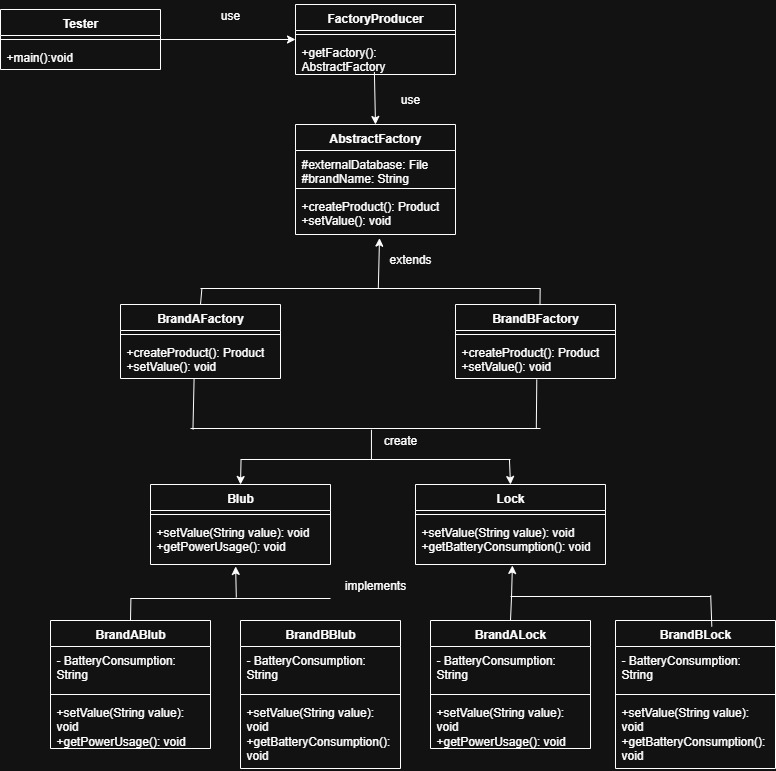 Tester
+main():void
use
FactoryProducer
+getFactory():
AbstractFactory
use
AbstractFactory
#externalDatabase: File
#brandName: String
+createProduct(): Product
+setValue(): void
extends
BrandAFactory
+createProduct(): Product
+setValue(): void
BrandBFactory
+createProduct(): Product
+setValue(): void
create
Blub
+setValue(String value): void
+getPowerUsage(): void
Lock
+setValue(String value): void
+getBatteryConsumption(): void
implements
BrandABlub
- BatteryConsumption:
String
+setValue(String value):
void
+getPowerUsage(): void
BrandBBlub
- BatteryConsumption:
String
+setValue(String value):
void
+getBatteryConsumption():
void
BrandALock
- BatteryConsumption:
String
+setValue(String value):
void
+getPowerUsage(): void
BrandBLock
- BatteryConsumption:
String
+setValue(String value):
void
+getBatteryConsumption():
void